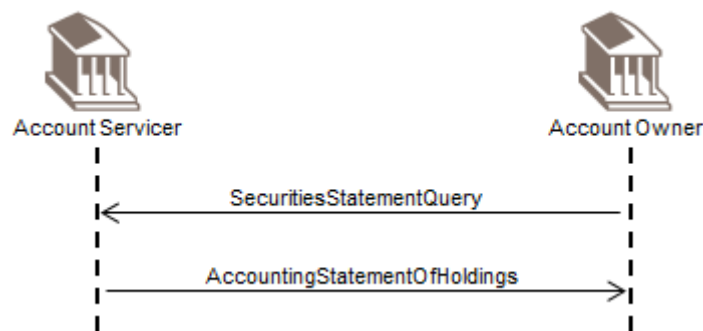 Account Servicer
Account Owner
SecuritiesStatementQuery
AccountingStatementOfHoldings